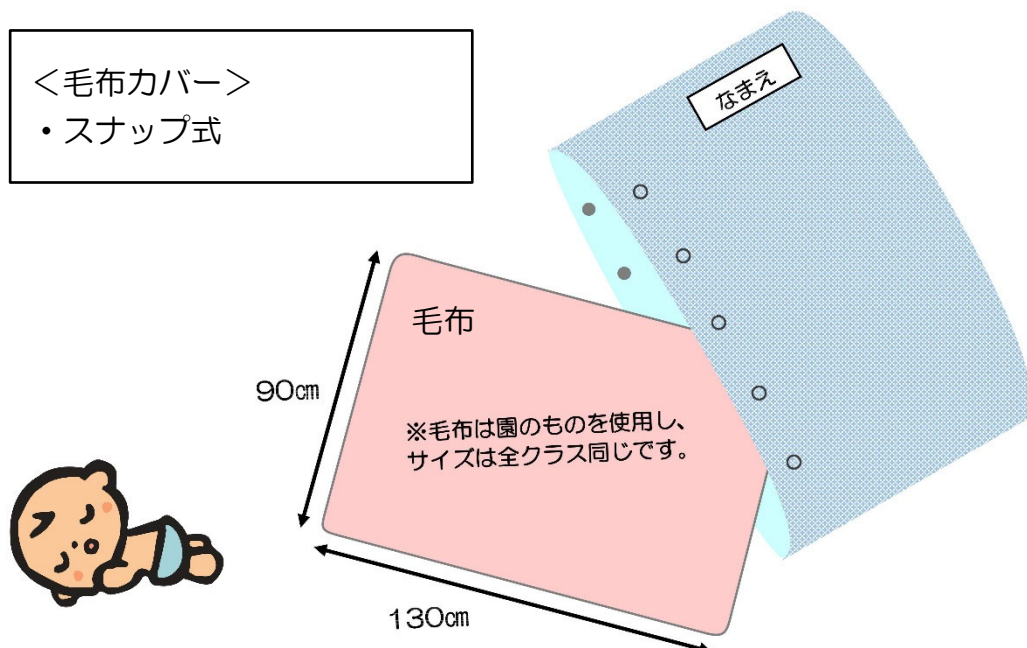 ＜毛布カバー＞
・スナップ式
なまえ
毛布
90㎝
※毛布は園のものを使用し、
サイズは全クラス同じです。
130㎝